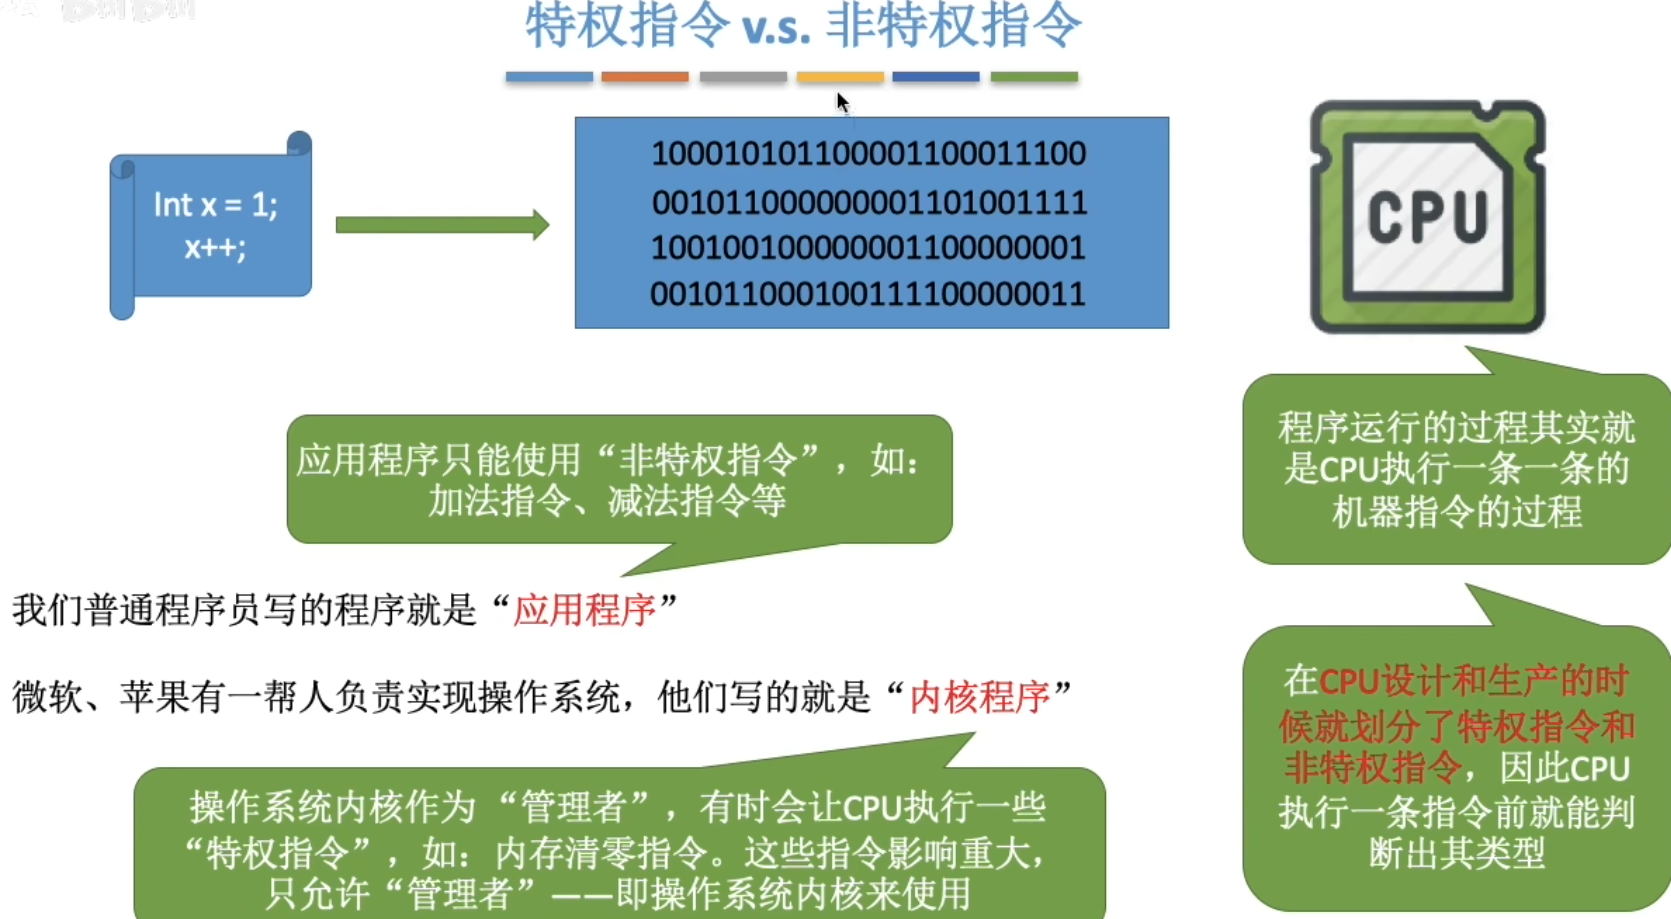 特权指令 v.s. 非特权指令
Int x = 1;
x++;
1000101011000011000011100
0010110000000001101001111
1001001000000001100000001
0010110001001111100000011
CPU
程序运行的过程其实就
是CPU执行一条一条的
机器指令的过程
应用程序只能使用“非特权指令”，如：
加法指令、减法指令等
我们普通程序员写的程序就是“应用程序”
微软、苹果有一帮人负责实现操作系统，他们写的就是“内核程序”
在CPU设计和生产的时
候就划分了特权指令和
非特权指令，因此CPU
执行一条指令前就能判
断出其类型
操作系统内核作为 “管理者”，有时会让CPU执行一些
“特权指令”，如：内存清零指令。这些指令影响重大，
只允许“管理者”——即操作系统内核来使用